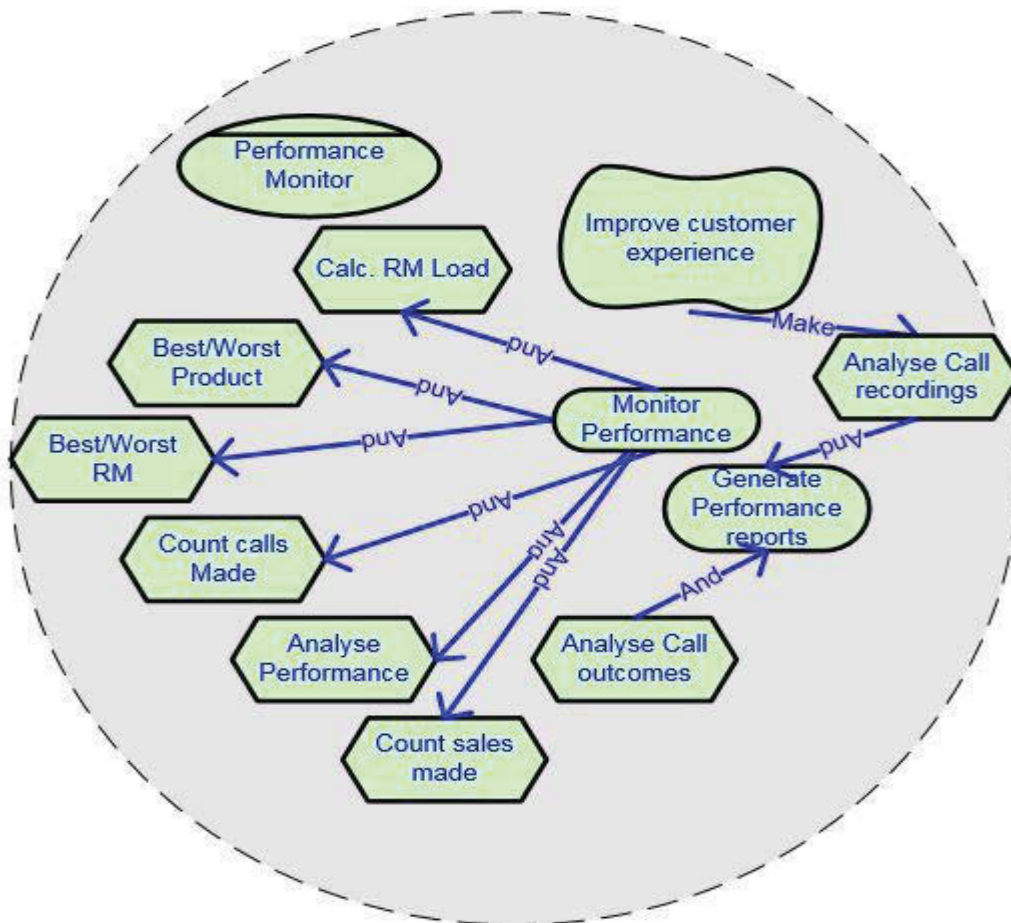 Performance
Monitor
Improve customer
experience
Calc. RM Load
Make
And
Best/Worst
Product
Analyse Call
recordings
And
Monitor
Performance
Best/Worst
RM
And
And
Generate
Performance
reports
Count calls
Made
And
And
And
And
Analyse
Performance
Analyse Call
outcomes
Count sales
made